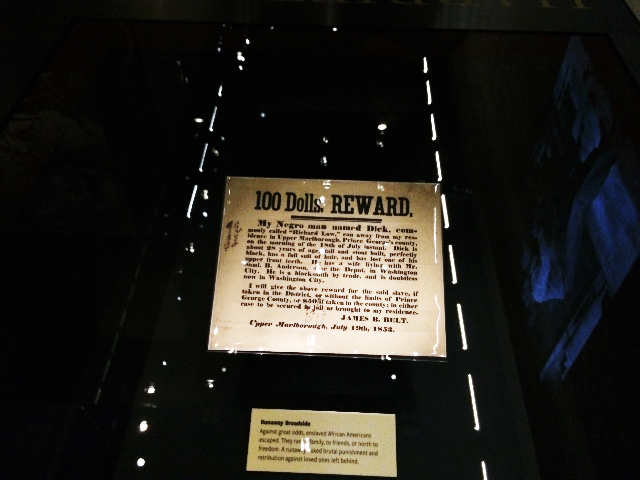 100 Dolls. REWARD.
My Negro man named Dick, com-
monly called "Richard Low," ran away from my res-
idence in Upper Marlborough, Prince George's county,
on the morning of the 18th of July instant. Dick is
about 28 years of age, tall and stout built, perfectly
black, has a full suit of hair, and has lost one of his
upper front teeth. He has a wife living with Mr.
B. Anderson, the Depot, in Washington
City. He is a blacksmith by trade, and is doubtless
now in Washington City.
I will give the above reward for the said slave, if
taken in the District, or without the limits of Prince
George County, or taken in the county; in either
case to be secured in jail or brought to my residence.
JAMES B. BELT.
Upper Marlborough, July 19th, 1853.
Runaway Broadside
Against great odds, enslaved African Americans
escaped. They ran family, to friends, or north to
freedom. A runaway brutal punishment and
retribution against loved ones left behind.